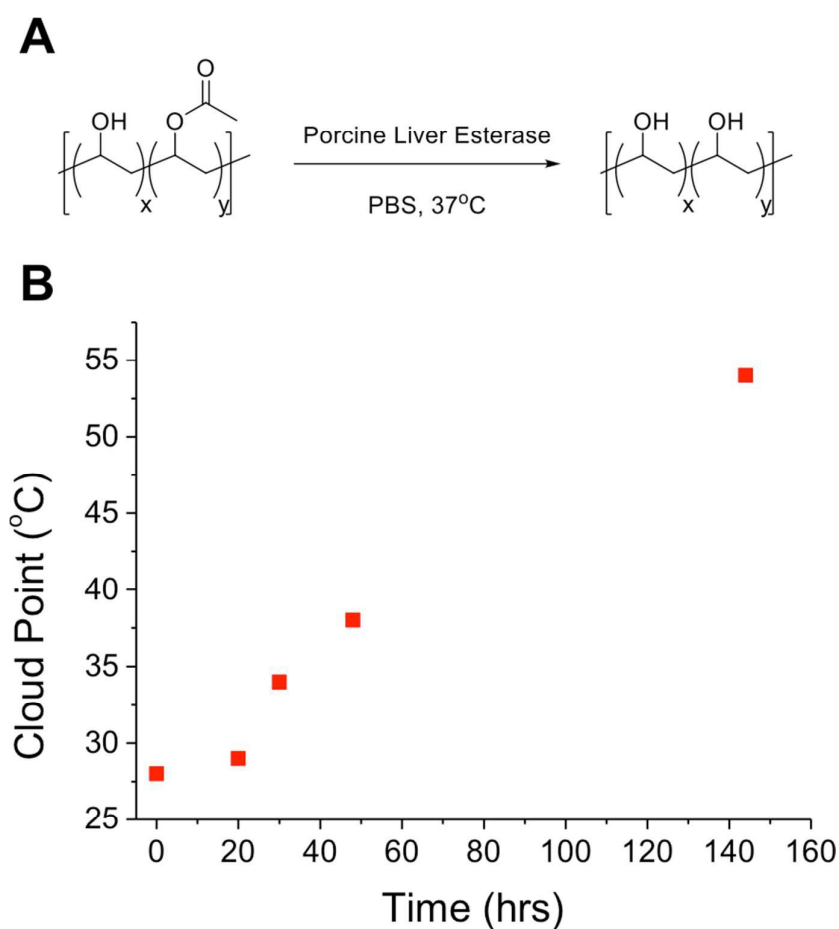 A
O
OH
O
Porcine Liver Esterase
PBS, 37°C
x
y
OH
OH
x
y
B
Cloud Point (°C)
55
50
45
40
35
30
25
0 20 40 60 80 100 120 140 160
Time (hrs)